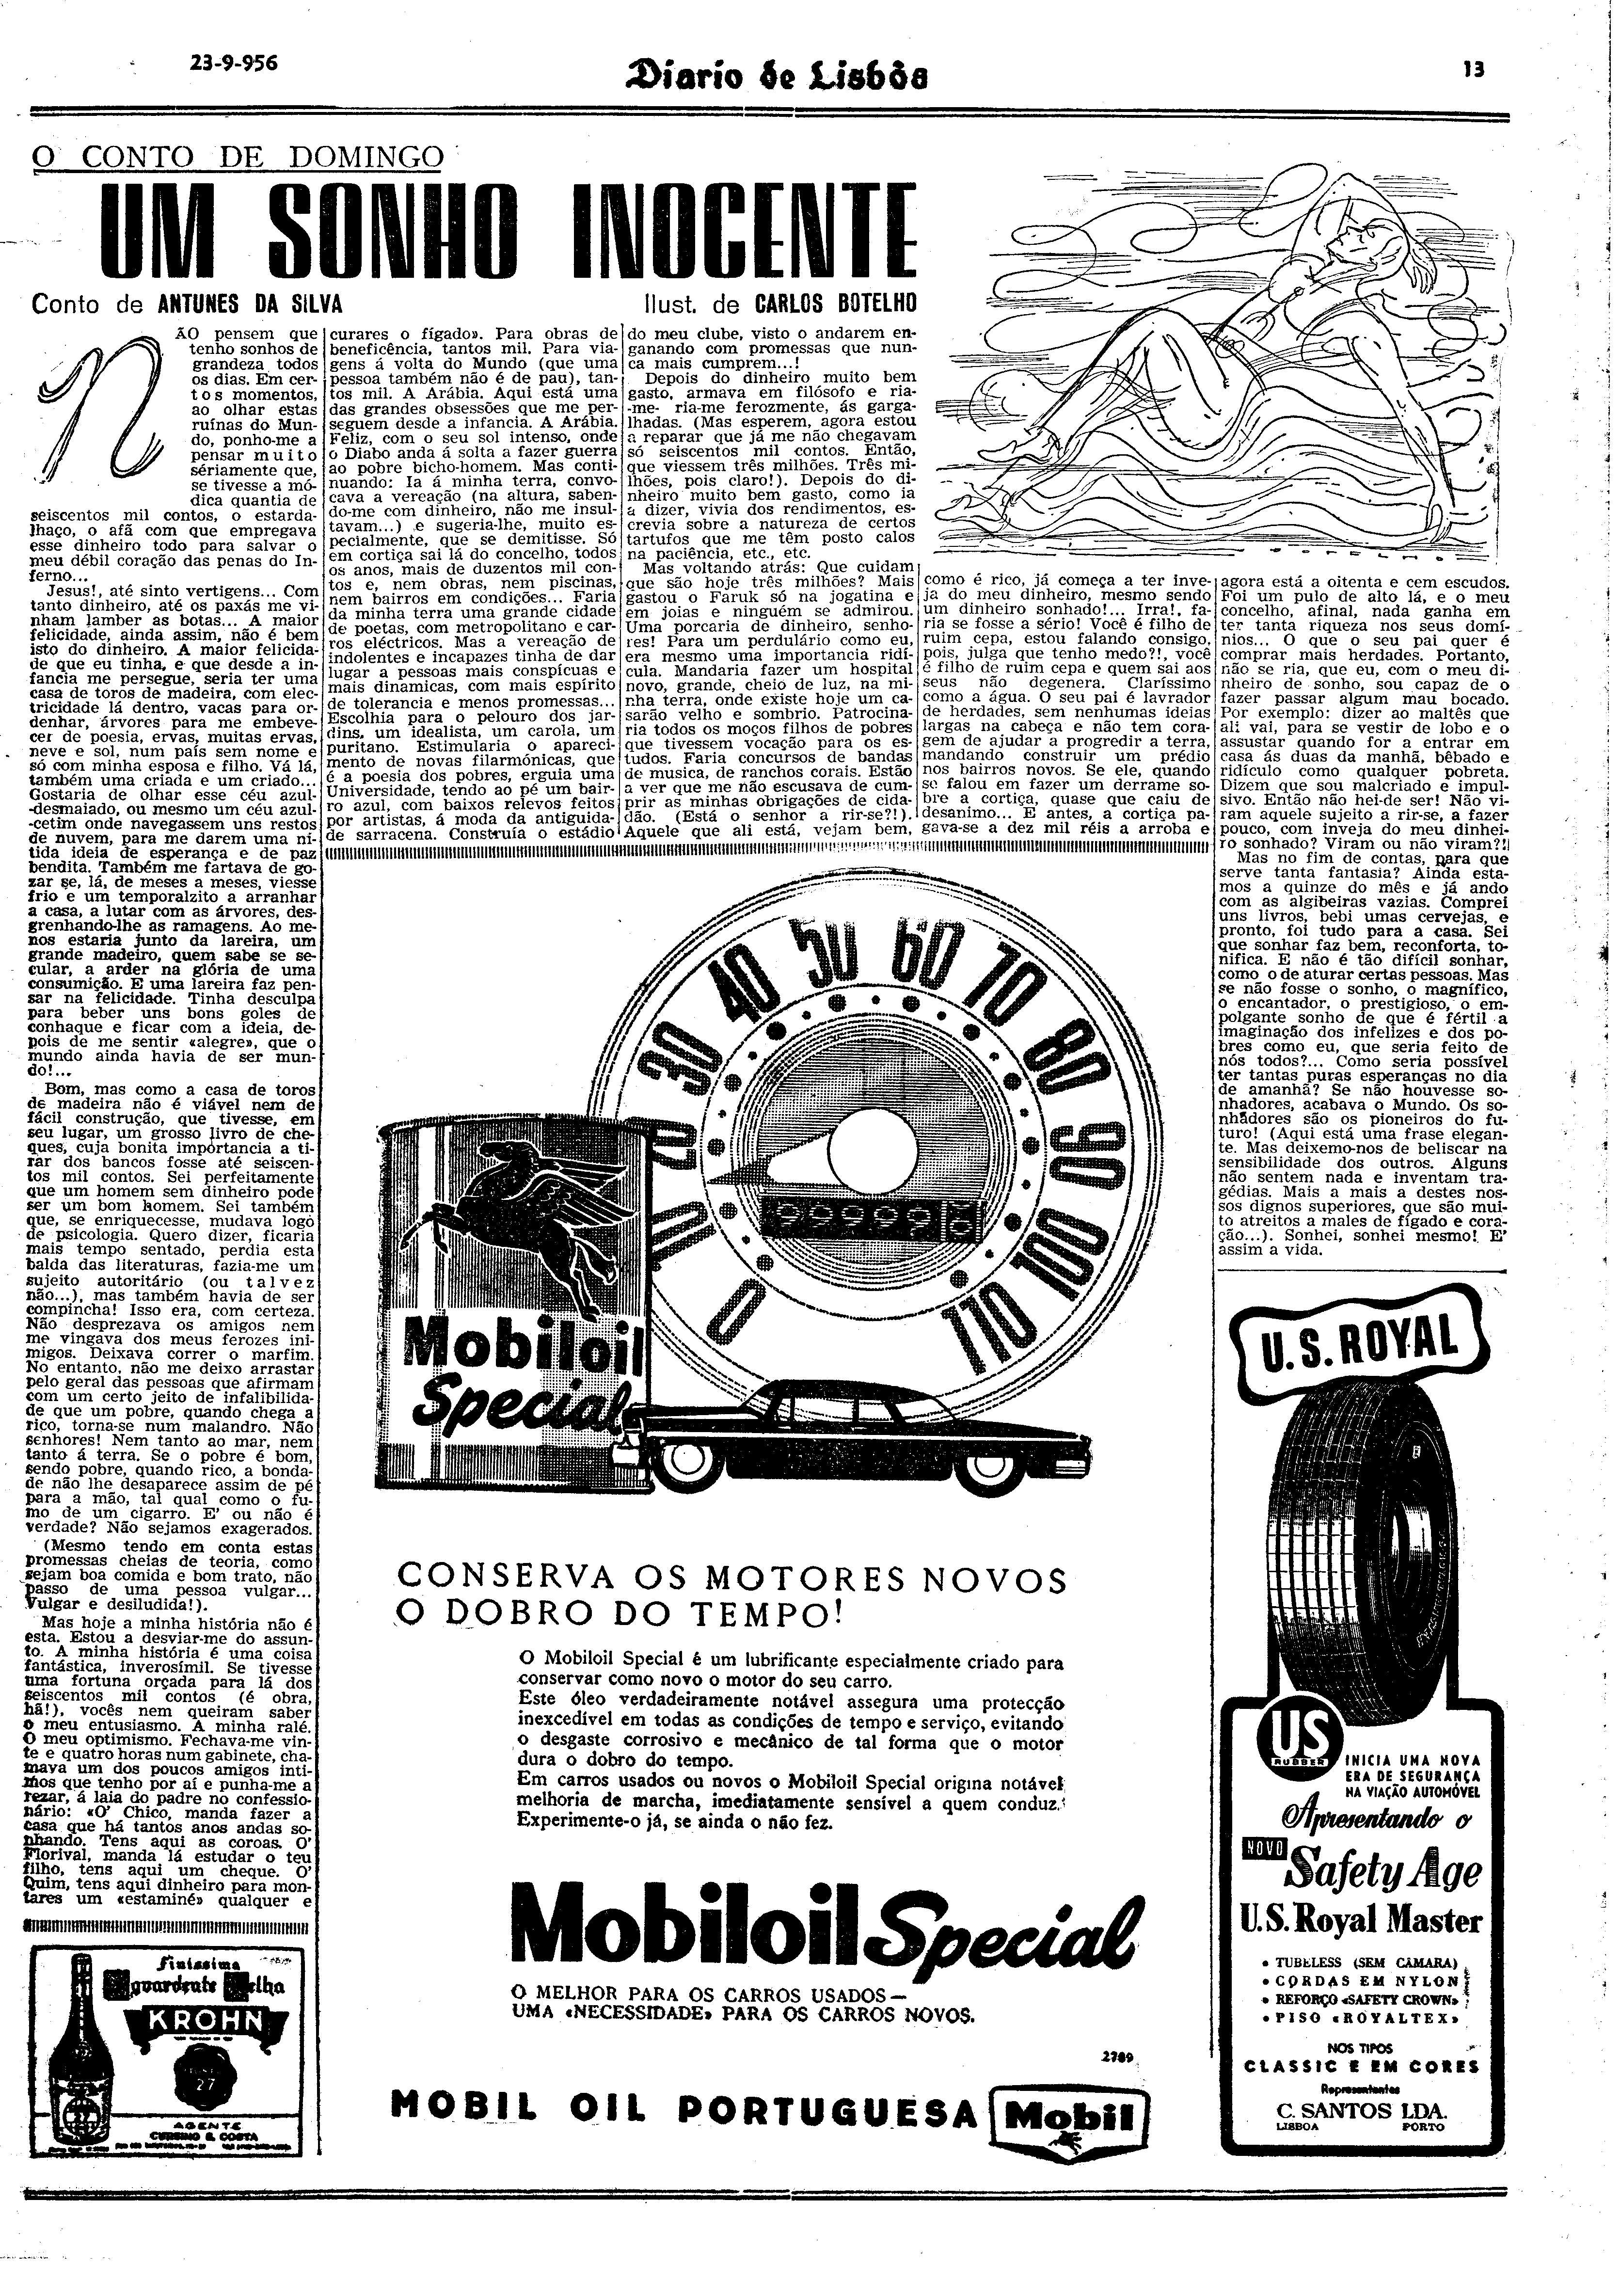 23-9-956
Diario de Lisbôa
13
O CONTO DE DOMINGO
UM SONHO INOCENTE
Conto de ANTUNES DA SILVA
Ilust. de CARLOS BOTELHO
NÃO pensem que
tenho sonhos de
grandeza todos
os dias. Em cer-
tos momentos,
ao olhar estas
ruínas do Mun-
do, ponho-me a
pensar muito
sériamente que,
se tivesse a mó-
dica quantia de
seiscentos mil contos, o estarda-
lhaço, o afã com que empregava
esse dinheiro todo para salvar o
meu débil coração das penas do In-
ferno...
Jesus!, até sinto vertigens... Com
tanto dinheiro, até os paxás me vi-
nham lamber as botas... A maior
felicidade, ainda assim, não é bem
isto do dinheiro. A maior felicida-
de que eu tinha, e que desde a in-
fancia me persegue, seria ter uma
casa de toros de madeira, com elec-
tricidade lá dentro, vacas para or-
denhar, árvores para me embeve-
cer de poesia, ervas, muitas ervas,
neve e sol, num país sem nome e
só com minha esposa e filho. Vá lá,
também uma criada e um criado...
Gostaria de olhar esse céu azul-
-desmaiado, ou mesmo um céu azul-
-cetim onde navegassem uns restos
de nuvem, para me darem uma ní-
tida ideia de esperança e de paz
bendita. Também me fartava de go-
zar se, lá, de meses a meses, viesse
frio e um temporalzito a arranhar
a casa, a lutar com as árvores, des-
grenhando-lhe as ramagens. Ao me-
nos estaria junto da lareira, um
grande madeiro, quem sabe se se-
cular, a arder na glória de uma
consumição. E uma lareira faz pen-
sar na felicidade. Tinha desculpa
para beber uns bons goles de
conhaque e ficar com a ideia, de-
pois de me sentir «alegre», que o
mundo ainda havia de ser mun-
do!...
Bom, mas como a casa de toros
de madeira não é viável nem de
fácil construção, que tivesse, em
seu lugar, um grosso livro de che-
ques, cuja bonita impórtancia a ti-
rar dos bancos fosse até seiscen-
tos mil contos. Sei perfeitamente
que um homem sem dinheiro pode
ser um bom homem. Sei também
que, se enriquecesse, mudava logo
de psicologia. Quero dizer, ficaria
mais tempo sentado, perdia esta
balda das literaturas, fazia-me um
sujeito autoritário (ou talvez
não...), mas também havia de ser
compincha! Isso era, com certeza.
Não desprezava os amigos nem
me vingava dos meus ferozes ini-
migos. Deixava correr o marfim.
No entanto, não me deixo arrastar
pelo geral das pessoas que afirmam
com um certo jeito de infalibilida-
de que um pobre, quando chega a
rico, torna-se num malandro. Não
senhores! Nem tanto ao mar, nem
tanto á terra. Se o pobre é bom,
sendo pobre, quando rico, a bonda-
de não lhe desaparece assim de pé
para a mão, tal qual como o fu-
mo de um cigarro. E' ou não é
verdade? Não sejamos exagerados.
(Mesmo tendo em conta estas
promessas cheias de teoria, como
sejam boa comida e bom trato, não
passo de uma pessoa vulgar...
Vulgar e desiludida!).
Mas hoje a minha história não é
esta. Estou a desviar-me do assun-
to. A minha história é uma coisa
fantástica, inverosímil. Se tivesse
uma fortuna orçada para lá dos
seiscentos mil contos (é obra,
hã!), vocês nem queiram saber
o meu entusiasmo. A minha ralé.
O meu optimismo. Fechava-me vin-
te e quatro horas num gabinete, cha-
mava um dos poucos amigos ínti-
mos que tenho por aí e punha-me a
rezar, á laia do padre no confessio-
nário: «O' Chico, manda fazer a
casa que há tantos anos andas so-
nhando. Tens aqui as coroas. O'
Florival, manda lá estudar o teu
filho, tens aqui um cheque. O'
Quim, tens aqui dinheiro para mon-
tares um «estaminé» qualquer e
curares o fígado». Para obras de
beneficência, tantos mil. Para via-
gens á volta do Mundo (que uma
pessoa também não é de pau), tan-
tos mil. A Arábia. Aqui está uma
das grandes obsessões que me per-
seguem desde a infancia. A Arábia.
Feliz, com o seu sol intenso, onde
o Diabo anda á solta a fazer guerra
ao pobre bicho-homem. Mas conti-
nuando: Ia á minha terra, convo-
cava a vereação (na altura, saben-
do-me com dinheiro, não me insul-
tavam...) e sugeria-lhe, muito es-
pecialmente, que se demitisse. Só
em cortiça sai lá do concelho, todos
os anos, mais de duzentos mil con-
tos e, nem obras, nem piscinas,
nem bairros em condições... Faria
da minha terra uma grande cidade
de poetas, com metropolitano e car-
ros eléctricos. Mas a vereação de
indolentes e incapazes tinha de dar
lugar a pessoas mais conspícuas e
mais dinamicas, com mais espírito
de tolerancia e menos promessas...
Escolhia para o pelouro dos jar-
dins, um idealista, um carola, um
puritano. Estimularia o apareci-
mento de novas filarmónicas, que
é a poesia dos pobres, erguia uma
Universidade, tendo ao pé um bair-
ro azul, com baixos relevos feitos
por artistas, á moda da antiguida-
de sarracena. Construía o estádio
do meu clube, visto o andarem en-
ganando com promessas que nun-
ca mais cumprem...!
Depois do dinheiro muito bem
gasto, armava em filósofo e ria-
-me- ria-me ferozmente, ás garga-
lhadas. (Mas esperem, agora estou
a reparar que já me não chegavam
só seiscentos mil contos. Então,
que viessem três milhões. Três mi-
lhões, pois claro!). Depois do di-
nheiro muito bem gasto, como ia
a dizer, vivia dos rendimentos, es-
crevia sobre a natureza de certos
tartufos que me têm posto calos
na paciência, etc., etc.
Mas voltando atrás: Que cuidam
que são hoje três milhões? Mais
gastou o Faruk só na jogatina e
em joias e ninguém se admirou.
Uma porcaria de dinheiro, senho-
res! Para um perdulário como eu,
era mesmo uma importancia ridí-
cula. Mandaria fazer um hospital
novo, grande, cheio de luz, na mi-
nha terra, onde existe hoje um ca-
sarão velho e sombrio. Patrocina-
ria todos os moços filhos de pobres
que tivessem vocação para os es-
tudos. Faria concursos de bandas
de musica, de ranchos corais. Estão
a ver que me não escusava de cum-
prir as minhas obrigações de cida-
dão. (Está o senhor a rir-se?!).
Aquele que ali está, vejam bem,
como é rico, já começa a ter inve-
ja do meu dinheiro, mesmo sendo
um dinheiro sonhado!... Irra!, fa-
ria se fosse a sério! Você é filho de
ruim cepa, estou falando consigo,
pois, julga que tenho medo?!, você
é filho de ruim cepa e quem sai aos
seus não degenera. Claríssimo
como a água. O seu pai é lavrador
de herdades, sem nenhumas ideias
largas na cabeça e não tem cora-
gem de ajudar a progredir a terra,
mandando construir um prédio
nos bairros novos. Se ele, quando
se falou em fazer um derrame so-
bre a cortiça, quase que caiu de
desanimo... E antes, a cortiça pa-
gava-se a dez mil réis a arroba e
agora está a oitenta e cem escudos.
Foi um pulo de alto lá, e o meu
concelho, afinal, nada ganha em
ter tanta riqueza nos seus domí-
nios... O que o seu pai quer é
comprar mais herdades. Portanto,
não se ria, que eu, com o meu di-
nheiro de sonho, sou capaz de o
fazer passar algum mau bocado.
Por exemplo: dizer ao maltês que
ali vai, para se vestir de lobo e o
assustar quando for a entrar em
casa ás duas da manhã, bêbado e
ridículo como qualquer pobreta.
Dizem que sou malcriado e impul-
sivo. Então não hei-de ser! Não vi-
ram aquele sujeito a rir-se, a fazer
pouco, com inveja do meu dinhei-
ro sonhado? Viram ou não viram?!
Mas no fim de contas, para que
serve tanta fantasia? Ainda esta-
mos a quinze do mês e já ando
com as algibeiras vazias. Comprei
uns livros, bebi umas cervejas, e
pronto, foi tudo para a casa. Sei
que sonhar faz bem, reconforta, to-
nifica. E não é tão difícil sonhar,
como o de aturar certas pessoas. Mas
se não fosse o sonho, o magnífico,
o encantador, o prestigioso, o em-
polgante sonho de que é fértil a
imaginação dos infelizes e dos po-
bres como eu, que seria feito de
nós todos?... Como seria possível
ter tantas puras esperanças no dia
de amanhã? Se não houvesse so-
nhadores, acabava o Mundo. Os so-
nhadores são os pioneiros do fu-
turo! (Aqui está uma frase elegan-
te. Mas deixemo-nos de beliscar na
sensibilidade dos outros. Alguns
não sentem nada e inventam tra-
gédias. Mais a mais a destes nos-
sos dignos superiores, que são mui-
to atreitos a males de fígado e cora-
ção...). Sonhei, sonhei mesmo! E'
assim a vida.
0 10 20 30 40 50 60 70 80 90 100 110
99999
Mobiloil
Special
CONSERVA OS MOTORES NOVOS
O DOBRO DO TEMPO!
O Mobiloil Special é um lubrificante especialmente criado para
conservar como novo o motor do seu carro.
Este óleo verdadeiramente notável assegura uma protecção
inexcedível em todas as condições de tempo e serviço, evitando
o desgaste corrosivo e mecânico de tal forma que o motor
dura o dobro do tempo.
Em carros usados ou novos o Mobiloil Special origina notável
melhoria de marcha, imediatamente sensível a quem conduz.
Experimente-o já, se ainda o não fez.
Mobiloil Special
O MELHOR PARA OS CARROS USADOS —
UMA «NECESSIDADE» PARA OS CARROS NOVOS.
2789
MOBIL OIL PORTUGUESA
Mobil
finissima
Aguardente Velha
KROHN
27
AGENTE
CURSINO & COSTA
U.S. ROYAL
US
RUBBER
INICIA UMA NOVA
ERA DE SEGURANÇA
NA VIAÇÃO AUTOMÓVEL
Apresentando o
NOVO
Safety Age
U.S. Royal Master
• TUBELESS (SEM CÂMARA)
• CORDAS EM NYLON
• REFORÇO «SAFETY CROWN»
• PISO «ROYALTEX»
NOS TIPOS
CLASSIC E EM CORES
Representantes
C. SANTOS LDA.
LISBOA PORTO